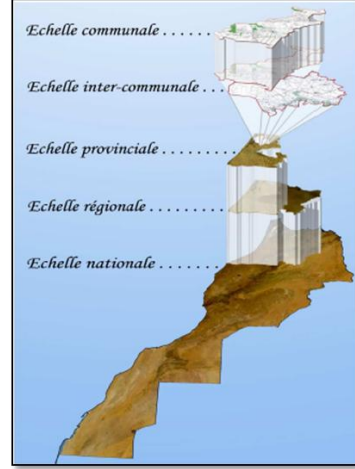 Echelle communale . . . . . .
Echelle inter-communale . . .
Echelle provinciale . . . . . . . .
Echelle régionale . . . . . . . . .
Echelle nationale . . . . . . . .